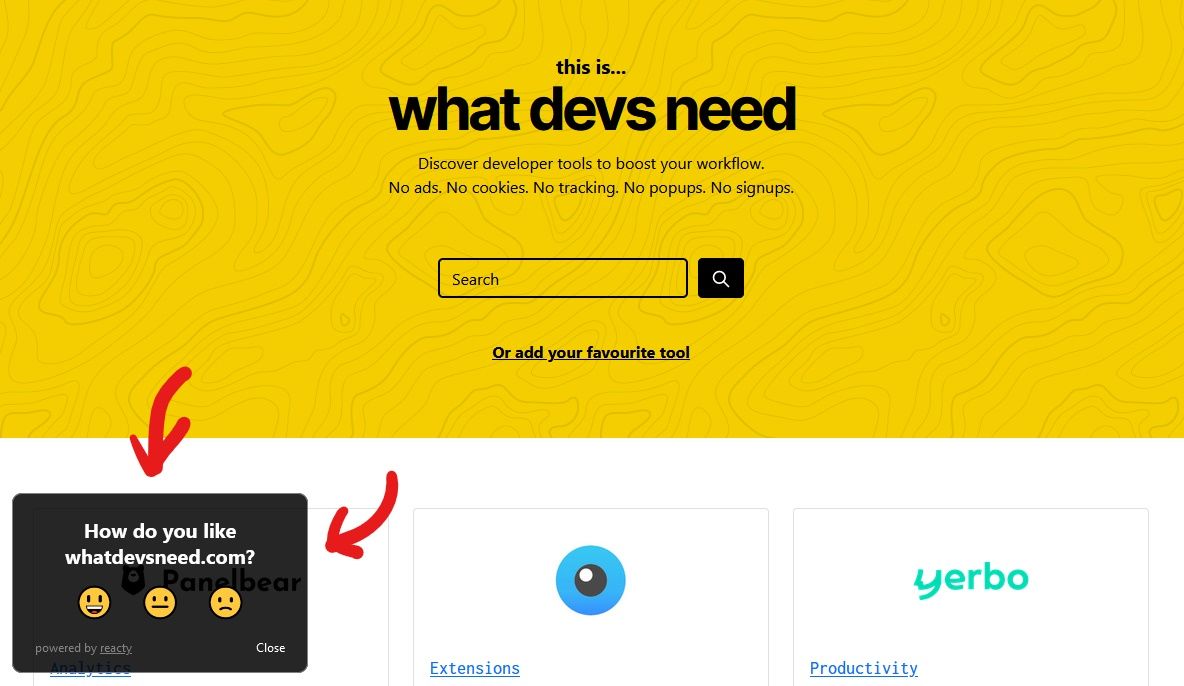 this is...
what devs need
Discover developer tools to boost your workflow.
No ads. No cookies. No tracking. No popups. No signups.
Search
Or add your favourite tool
How do you like
whatdevsneed.com?
Panelbear
yerbo
powered by reacty
Close
Analytics
Extensions
Productivity